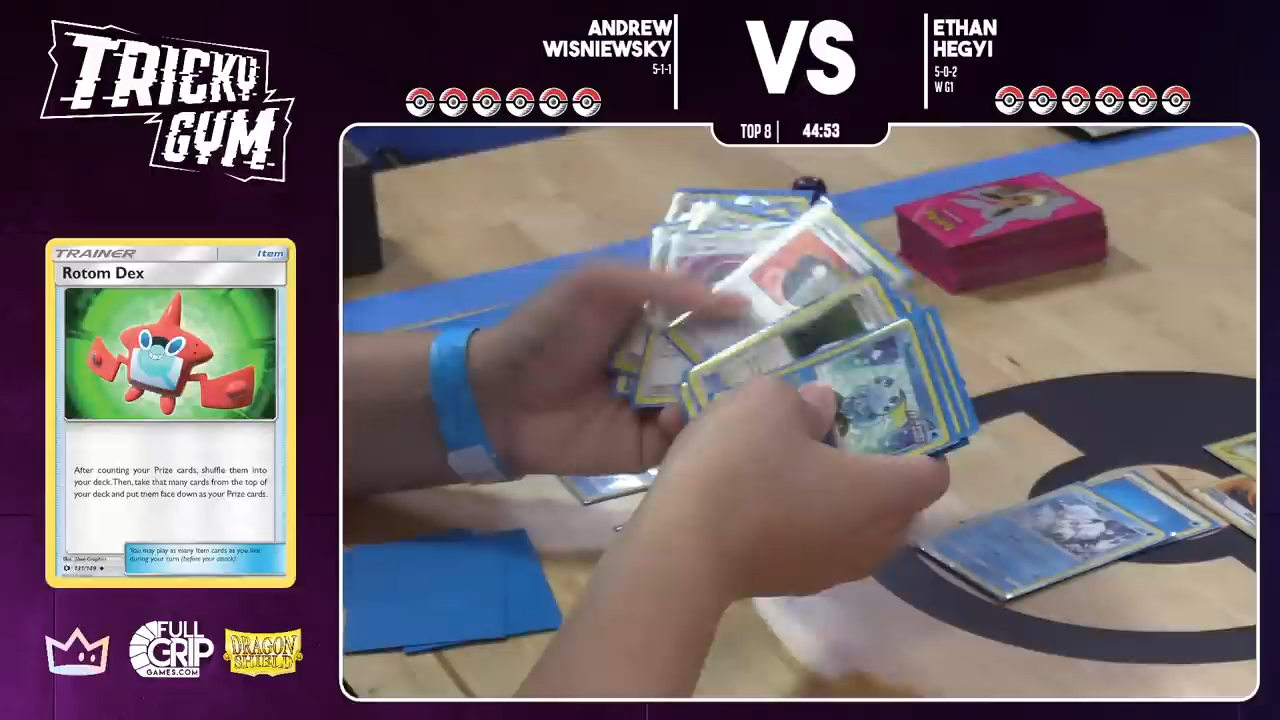 TRICKY
GYM
ANDREW
WISNIEWSKY
5-1-1
VS
ETHAN
HEGYI
5-0-2
W G1
TOP 8
44:53
TRAINER
Item
Rotom Dex
After counting your Prize cards, shuffle them into
your deck. Then, take that many cards from the top of
your deck and put them face down as your Prize cards.
You may play as many Item cards as you like
during your turn (before your attack).
131/149
FULL
GRIP
GAMES.COM
DRAGON
SHIELD